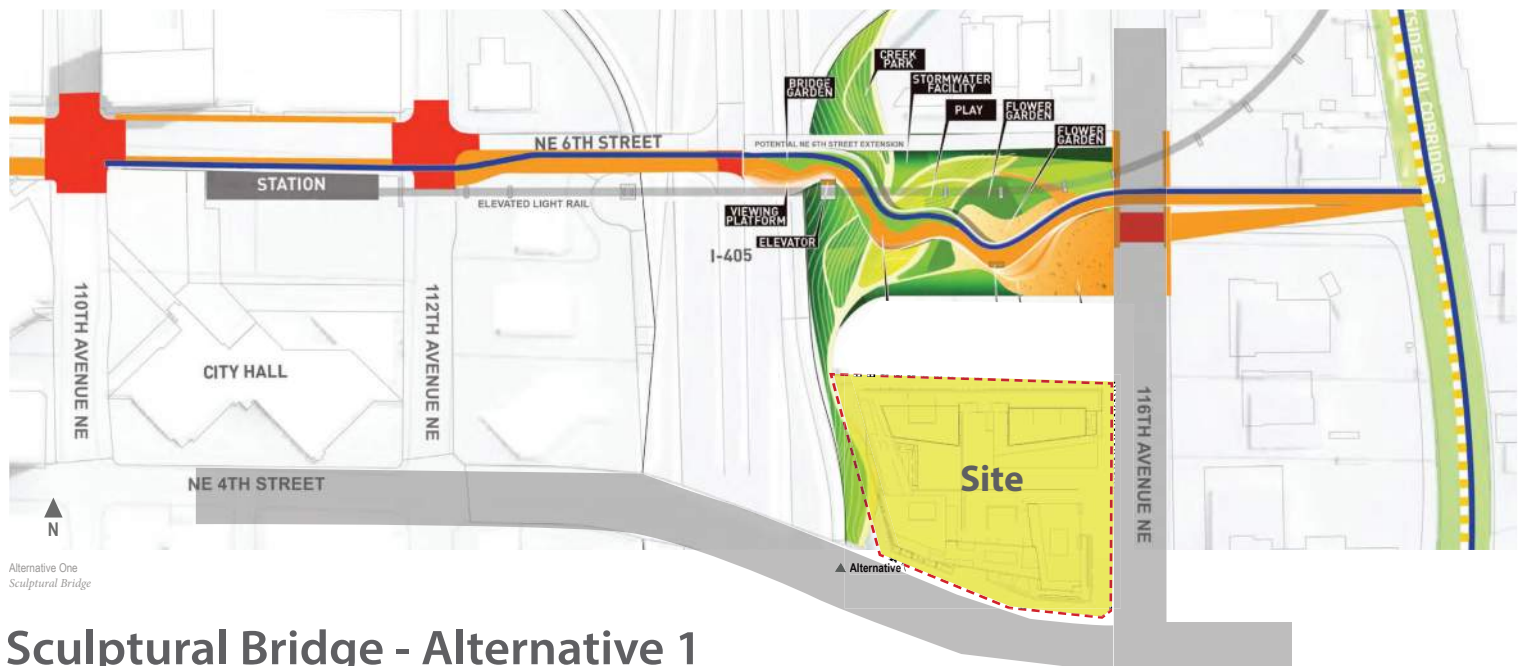 CREEK
PARK
BRIDGE
GARDEN
STORMWATER
FACILITY
PLAY
FLOWER
GARDEN
FLOWER
GARDEN
NE 6TH STREET
POTENTIAL NE 6TH STREET EXTENSION
STATION
ELEVATED LIGHT RAIL
VIEWING
PLATFORM
ELEVATOR
I-405
SIDE RAIL CORRIDOR
110TH AVENUE NE
112TH AVENUE NE
116TH AVENUE NE
CITY HALL
Site
NE 4TH STREET
N
Alternative One
Sculptural Bridge
Alternative
Sculptural Bridge - Alternative 1